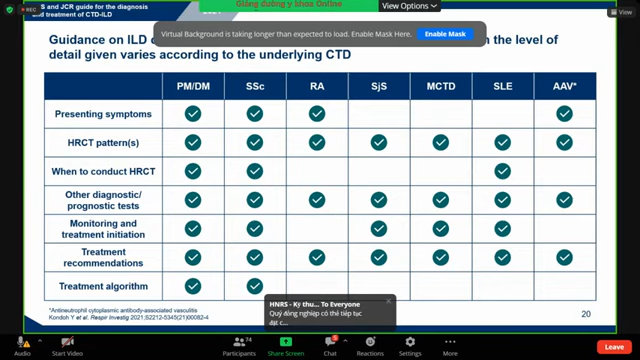 REC
S and JCR guide for the diagnosis
and treatment of CTD-ILD
Giảng đường y khoa Online
View Options
View
Guidance on ILD
the level of
detail given varies according to the underlying CTD
Virtual Background is taking longer than expected to load. Enable Mask Here.
Enable Mask
PM/DM SSc RA SjS MCTD SLE AAV*
Presenting symptoms
HRCT pattern(s)
When to conduct HRCT
Other diagnostic/
prognostic tests
Monitoring and
treatment initiation
Treatment
recommendations
Treatment algorithm
*Antineutrophil cytoplasmic antibody-associated vasculitis
Kondoh Y et al. Respir Investig 2021:S2212-5345(21)00082-4
20
HNRS - Kỹ thu... To Everyone
Quý đồng nghiệp có thể tiếp tục
đặt c...
Audio
Start Video
Participants
74
Share Screen
Chat
Reactions
Settings
More
Leave